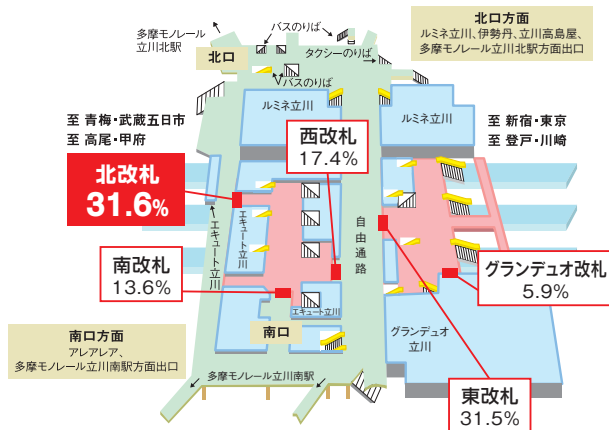 多摩モノレール
立川北駅
バスのりば
タクシーのりば
北口
バスのりば
北口方面
ルミネ立川、伊勢丹、立川高島屋、
多摩モノレール立川北駅方面出口
ルミネ立川
ルミネ立川
至 青梅・武蔵五日市
至 高尾・甲府
至 新宿・東京
至 登戸・川崎
西改札
17.4%
北改札
31.6%
エキュート立川
エキュート立川
自由通路
南改札
13.6%
グランデュオ改札
5.9%
エキュート立川
南口
グランデュオ
立川
南口方面
アレアレア、
多摩モノレール立川南駅方面出口
多摩モノレール立川南駅
東改札
31.5%